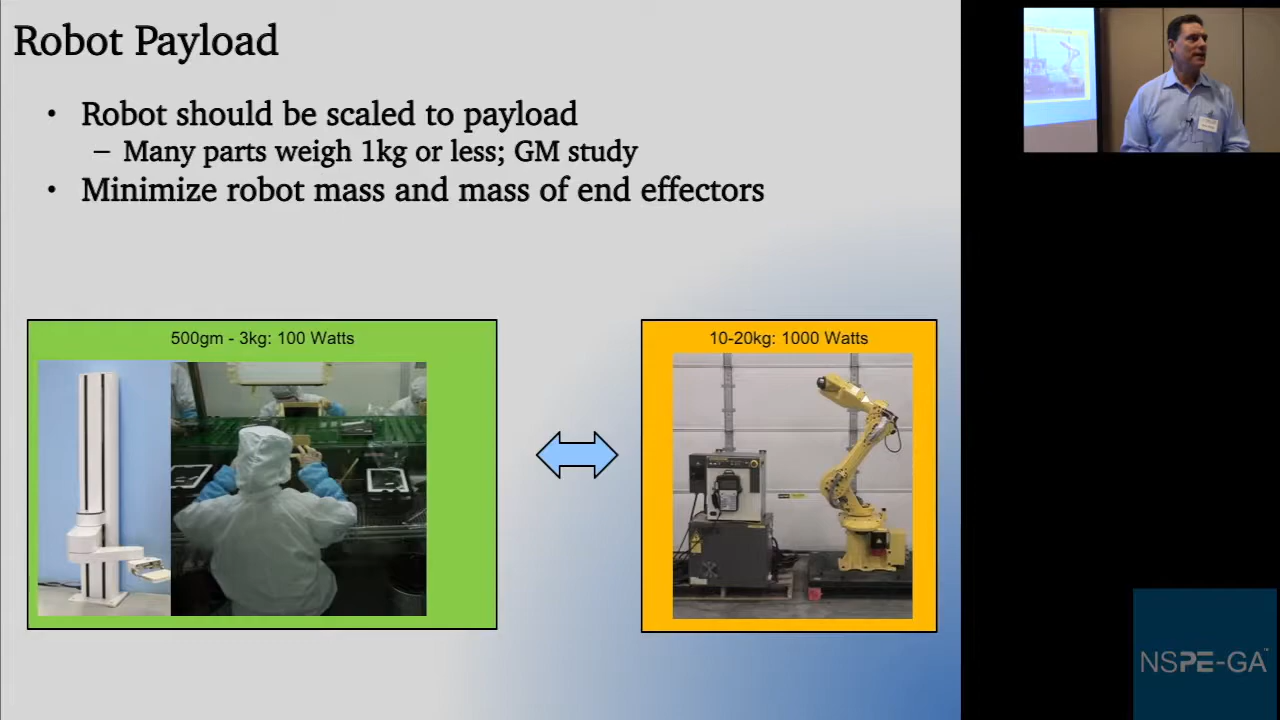 Robot Payload
• Robot should be scaled to payload
– Many parts weigh 1kg or less; GM study
• Minimize robot mass and mass of end effectors
500gm - 3kg: 100 Watts
10-20kg: 1000 Watts
NSPE-GA™